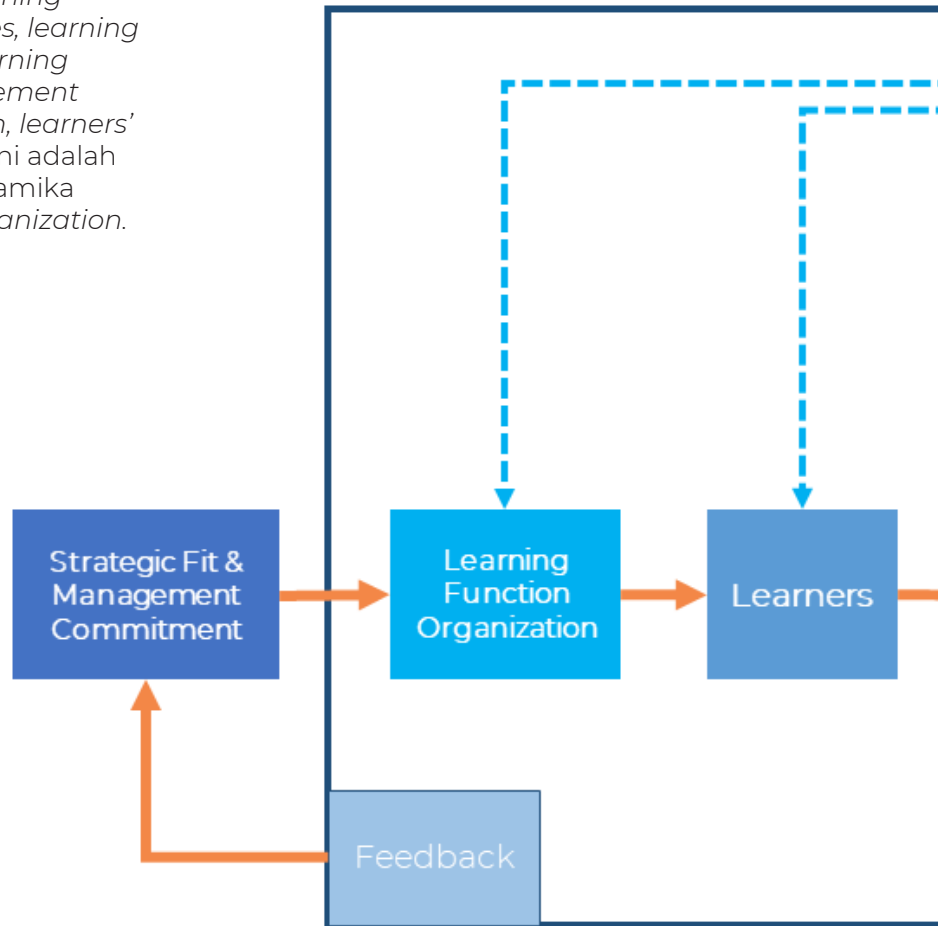 es, learning
rning
ement
n, learners’
ni adalah
amika
anization.
Strategic Fit &
Management
Commitment
Learning
Function
Organization
Learners
Feedback